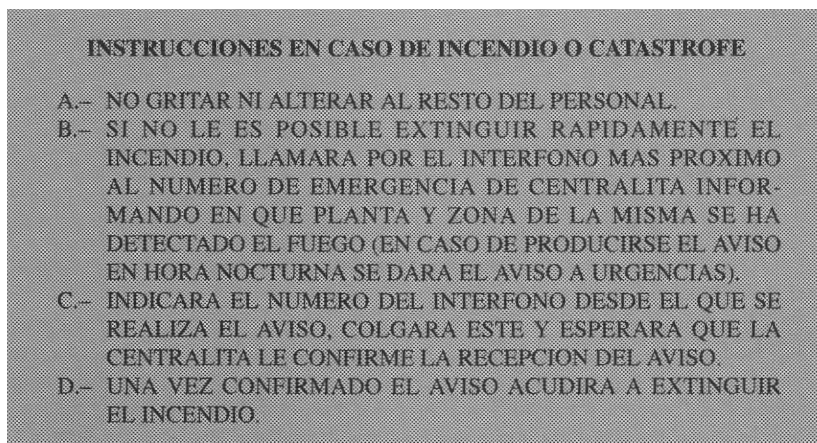 INSTRUCCIONES EN CASO DE INCENDIO O CATASTROFE
A.– NO GRITAR NI ALTERAR AL RESTO DEL PERSONAL.
B.– SI NO LE ES POSIBLE EXTINGUIR RAPIDAMENTE EL
INCENDIO, LLAMARA POR EL INTERFONO MAS PROXIMO
AL NUMERO DE EMERGENCIA DE CENTRALITA INFOR-
MANDO EN QUE PLANTA Y ZONA DE LA MISMA SE HA
DETECTADO EL FUEGO (EN CASO DE PRODUCIRSE EL AVISO
EN HORA NOCTURNA SE DARA EL AVISO A URGENCIAS).
C.– INDICARA EL NUMERO DEL INTERFONO DESDE EL QUE SE
REALIZA EL AVISO, COLGARA ESTE Y ESPERARA QUE LA
CENTRALITA LE CONFIRME LA RECEPCION DEL AVISO.
D.– UNA VEZ CONFIRMADO EL AVISO ACUDIRA A EXTINGUIR
EL INCENDIO.